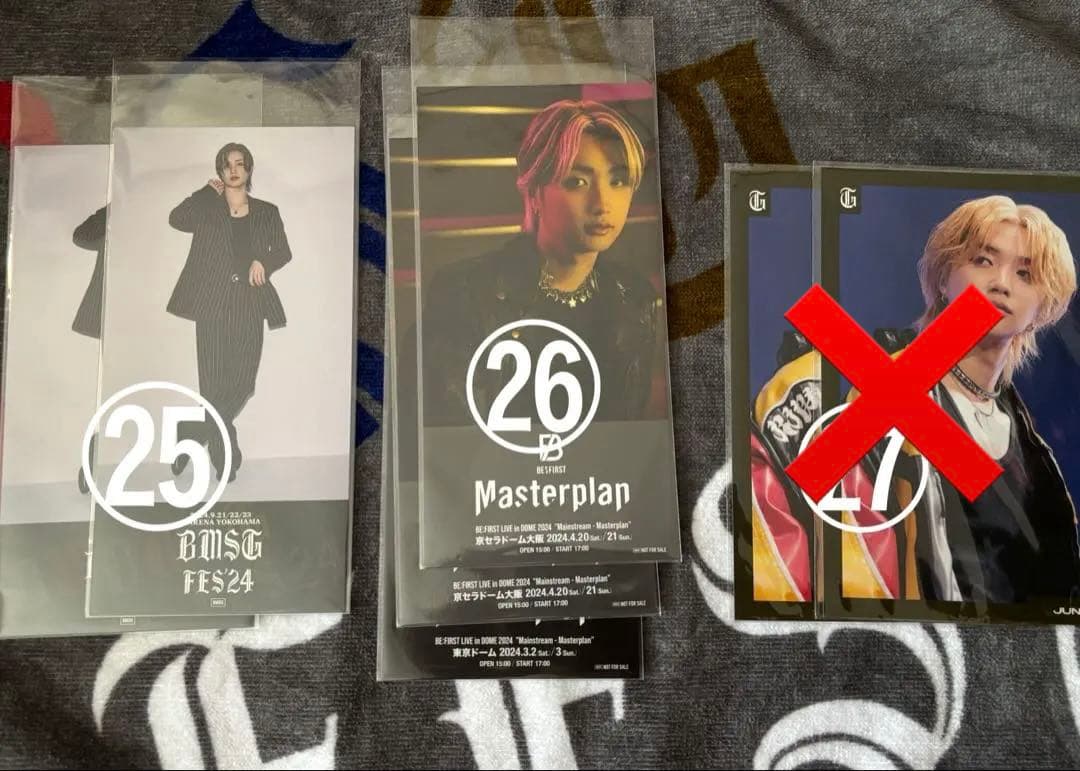 25
2024.9.21/22/23
ARENA YOKOHAMA
BMSG
FES'24
26
BE:FIRST
Masterplan
BE:FIRST LIVE in DOME 2024 "Mainstream - Masterplan"
京セラドーム大阪 2024.4.20 Sat. / 21 Sun.
OPEN 15:00 / START 17:00
NOT FOR SALE
BE:FIRST LIVE in DOME 2024 "Mainstream - Masterplan"
京セラドーム大阪 2024.4.20 Sat. / 21 Sun.
OPEN 15:00 / START 17:00
NOT FOR SALE
BE:FIRST LIVE in DOME 2024 "Mainstream - Masterplan"
東京ドーム 2024.3.2 Sat. / 3 Sun.
OPEN 15:00 / START 17:00
NOT FOR SALE
G
G
27
JUN